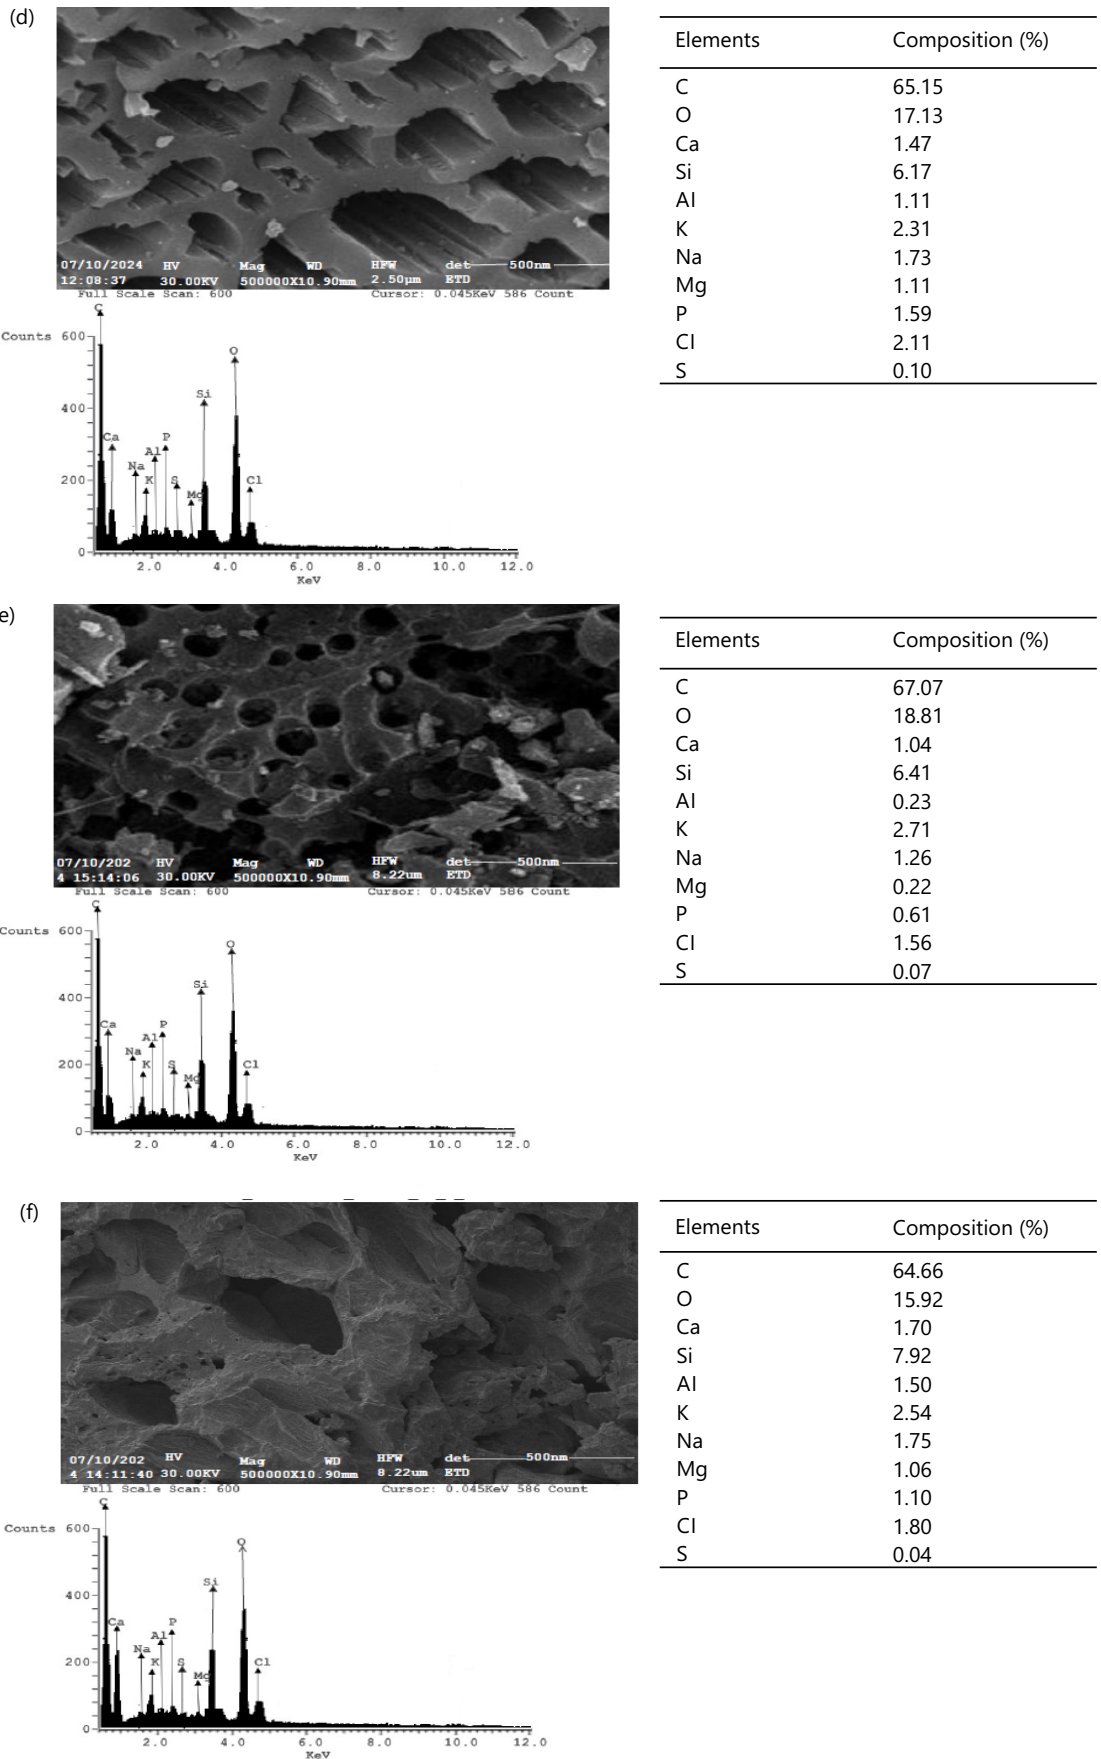 (d)
07/10/2024 HV Mag WD HFW det 500nm
12:08:37 30.00KV 500000X10.90mm 2.50µm ETD
Full Scale Scan: 600 Cursor: 0.045KeV 586 Count
C
Counts 600
O
Si
400
Ca Al P
Na K S Cl
200 Mg
0
2.0 4.0 6.0 8.0 10.0 12.0
KeV
Elements Composition (%)
C 65.15
O 17.13
Ca 1.47
Si 6.17
Al 1.11
K 2.31
Na 1.73
Mg 1.11
P 1.59
Cl 2.11
S 0.10
e)
07/10/202 HV Mag WD HFW det 500nm
4 15:14:06 30.00KV 500000X10.90mm 8.22um ETD
Full Scale Scan: 600 Cursor: 0.045KeV 586 Count
C
Counts 600
O
Si
400
Ca Al P
Na K S Cl
200 Mg
0
2.0 4.0 6.0 8.0 10.0 12.0
KeV
Elements Composition (%)
C 67.07
O 18.81
Ca 1.04
Si 6.41
Al 0.23
K 2.71
Na 1.26
Mg 0.22
P 0.61
Cl 1.56
S 0.07
(f)
07/10/202 HV Mag WD HFW det 500nm
4 14:11:40 30.00KV 500000X10.90mm 8.22um ETD
Full Scale Scan: 600 Cursor: 0.045KeV 586 Count
C
Counts 600
O
Si
400
Ca Al P
Na K S Cl
200 Mg
0
2.0 4.0 6.0 8.0 10.0 12.0
KeV
Elements Composition (%)
C 64.66
O 15.92
Ca 1.70
Si 7.92
Al 1.50
K 2.54
Na 1.75
Mg 1.06
P 1.10
Cl 1.80
S 0.04